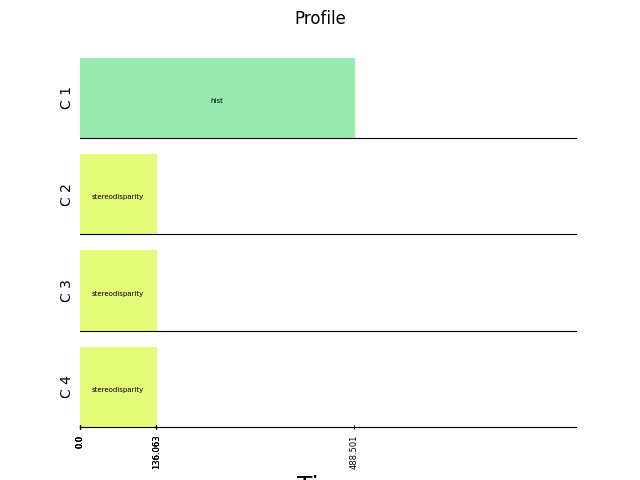 Profile
C 1
hist
C 2
stereodisparity
C 3
stereodisparity
C 4
stereodisparity
0.0
136.063
488.501